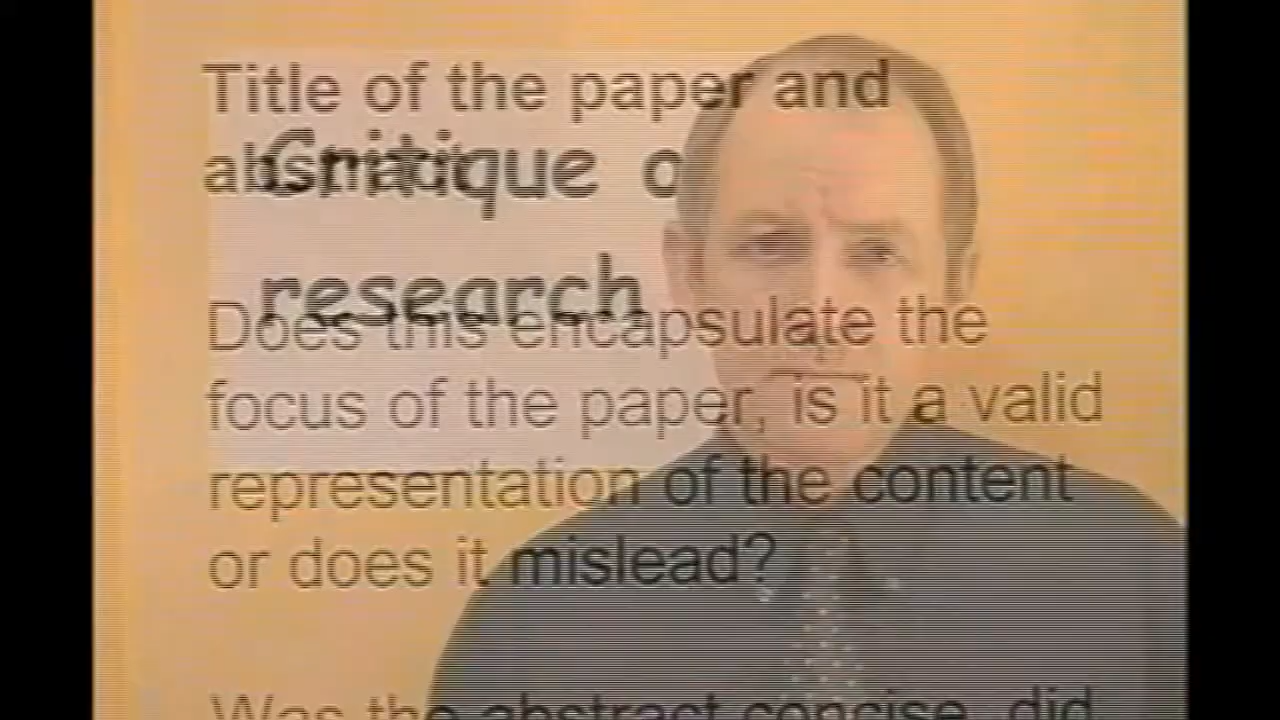 Title of the paper and
abstract
Critique o
research
Does this encapsulate the
focus of the paper, is it a valid
representation of the content
or does it mislead?
Was the abstract concise, did